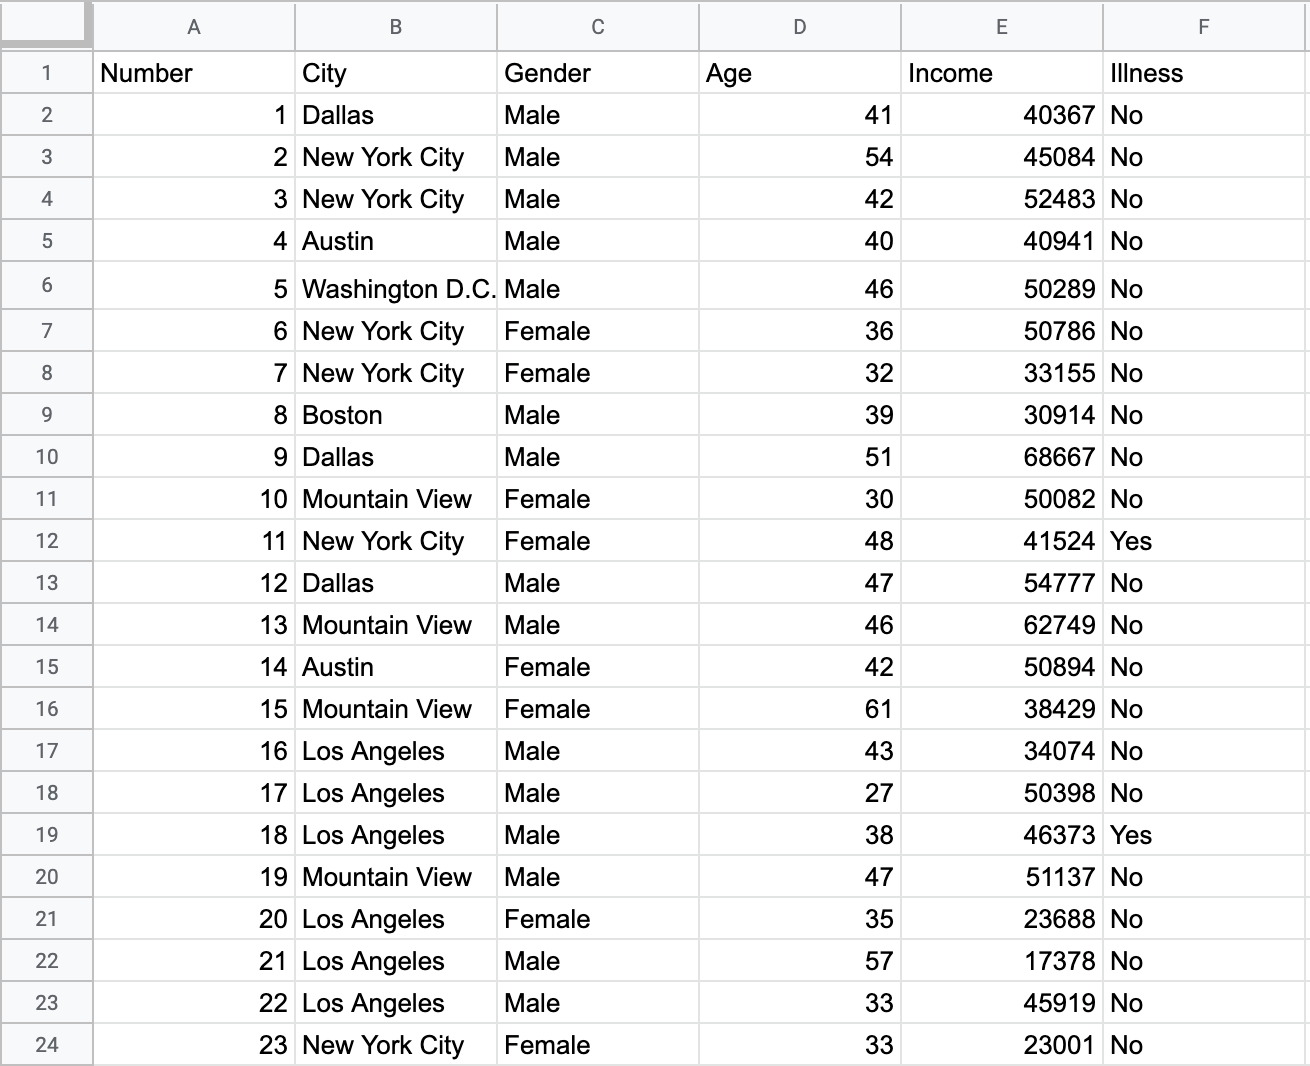 A B C D E F
1 Number City Gender Age Income Illness
2 1 Dallas Male 41 40367 No
3 2 New York City Male 54 45084 No
4 3 New York City Male 42 52483 No
5 4 Austin Male 40 40941 No
6 5 Washington D.C. Male 46 50289 No
7 6 New York City Female 36 50786 No
8 7 New York City Female 32 33155 No
9 8 Boston Male 39 30914 No
10 9 Dallas Male 51 68667 No
11 10 Mountain View Female 30 50082 No
12 11 New York City Female 48 41524 Yes
13 12 Dallas Male 47 54777 No
14 13 Mountain View Male 46 62749 No
15 14 Austin Female 42 50894 No
16 15 Mountain View Female 61 38429 No
17 16 Los Angeles Male 43 34074 No
18 17 Los Angeles Male 27 50398 No
19 18 Los Angeles Male 38 46373 Yes
20 19 Mountain View Male 47 51137 No
21 20 Los Angeles Female 35 23688 No
22 21 Los Angeles Male 57 17378 No
23 22 Los Angeles Male 33 45919 No
24 23 New York City Female 33 23001 No